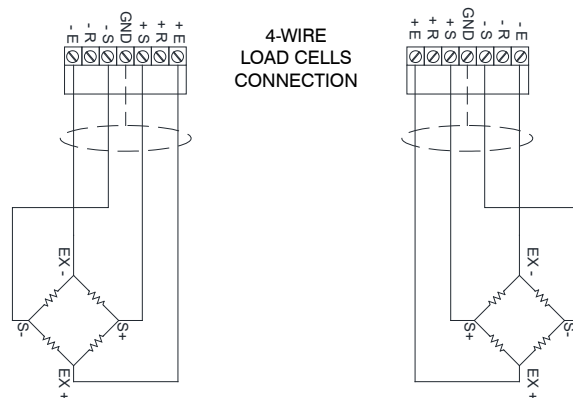 - E
- R
- S
GND
+ S
+ R
+ E
4-WIRE
LOAD CELLS
CONNECTION
+ E
+ R
+ S
GND
- S
- R
- E
EX -
S-
S+
EX +
EX -
S+
S-
EX +